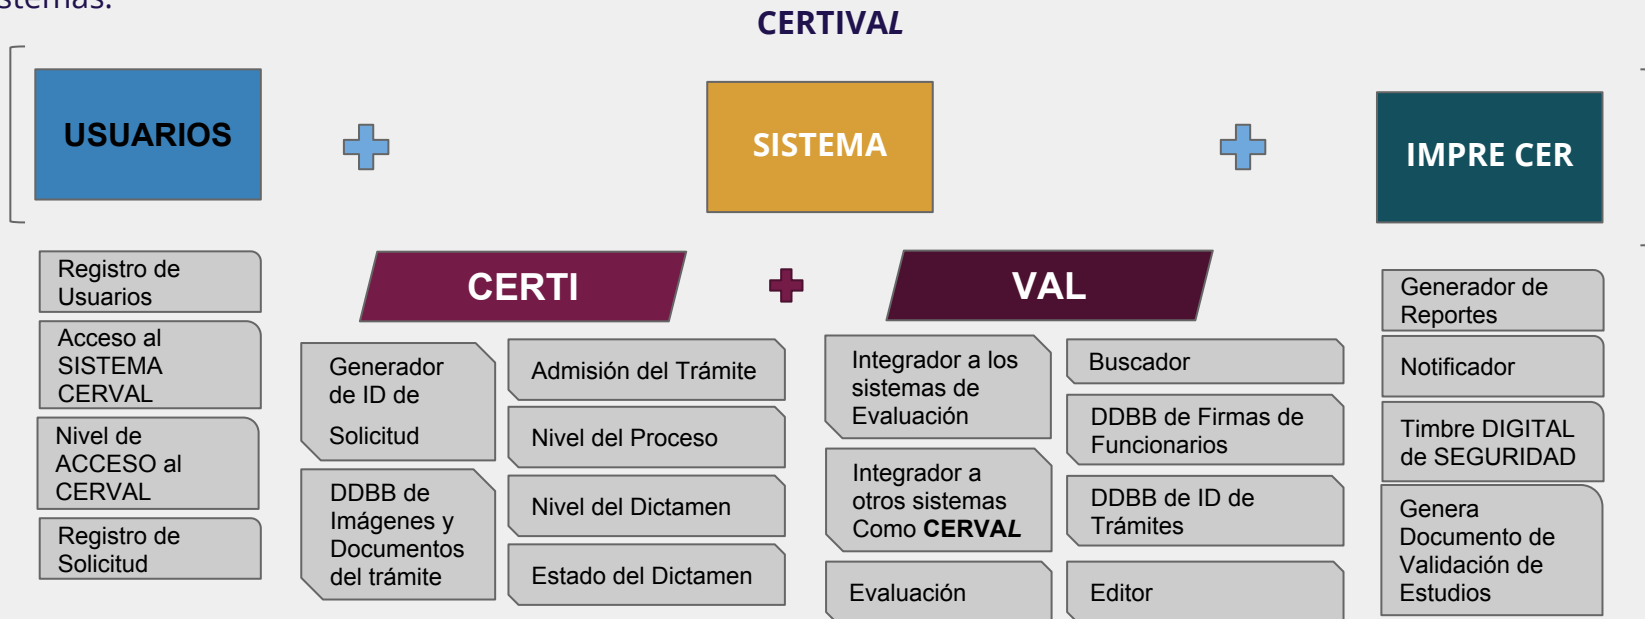 stemas:
CERTIVAL
USUARIOS
SISTEMA
IMPRE CER
Registro de
Usuarios
Acceso al
SISTEMA
CERVAL
Nivel de
ACCESO al
CERVAL
Registro de
Solicitud
CERTI
VAL
Generador
de ID de
Solicitud
DDBB de
Imágenes y
Documentos
del trámite
Admisión del Trámite
Nivel del Proceso
Nivel del Dictamen
Estado del Dictamen
Integrador a los
sistemas de
Evaluación
Integrador a
otros sistemas
Como CERVAL
Evaluación
Buscador
DDBB de Firmas de
Funcionarios
DDBB de ID de
Trámites
Editor
Generador de
Reportes
Notificador
Timbre DIGITAL
de SEGURIDAD
Genera
Documento de
Validación de
Estudios